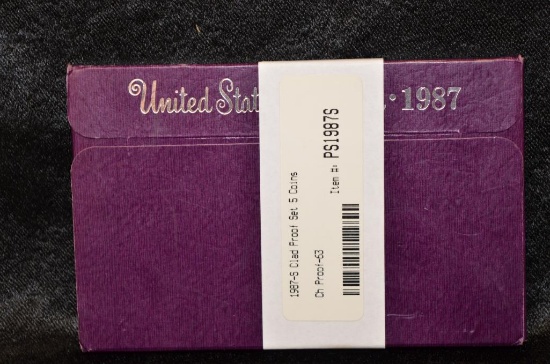 United Stat · 1987
1987-S Clad Proof Set 5 Coins
Ch Proof-63
Item #: PS1987S